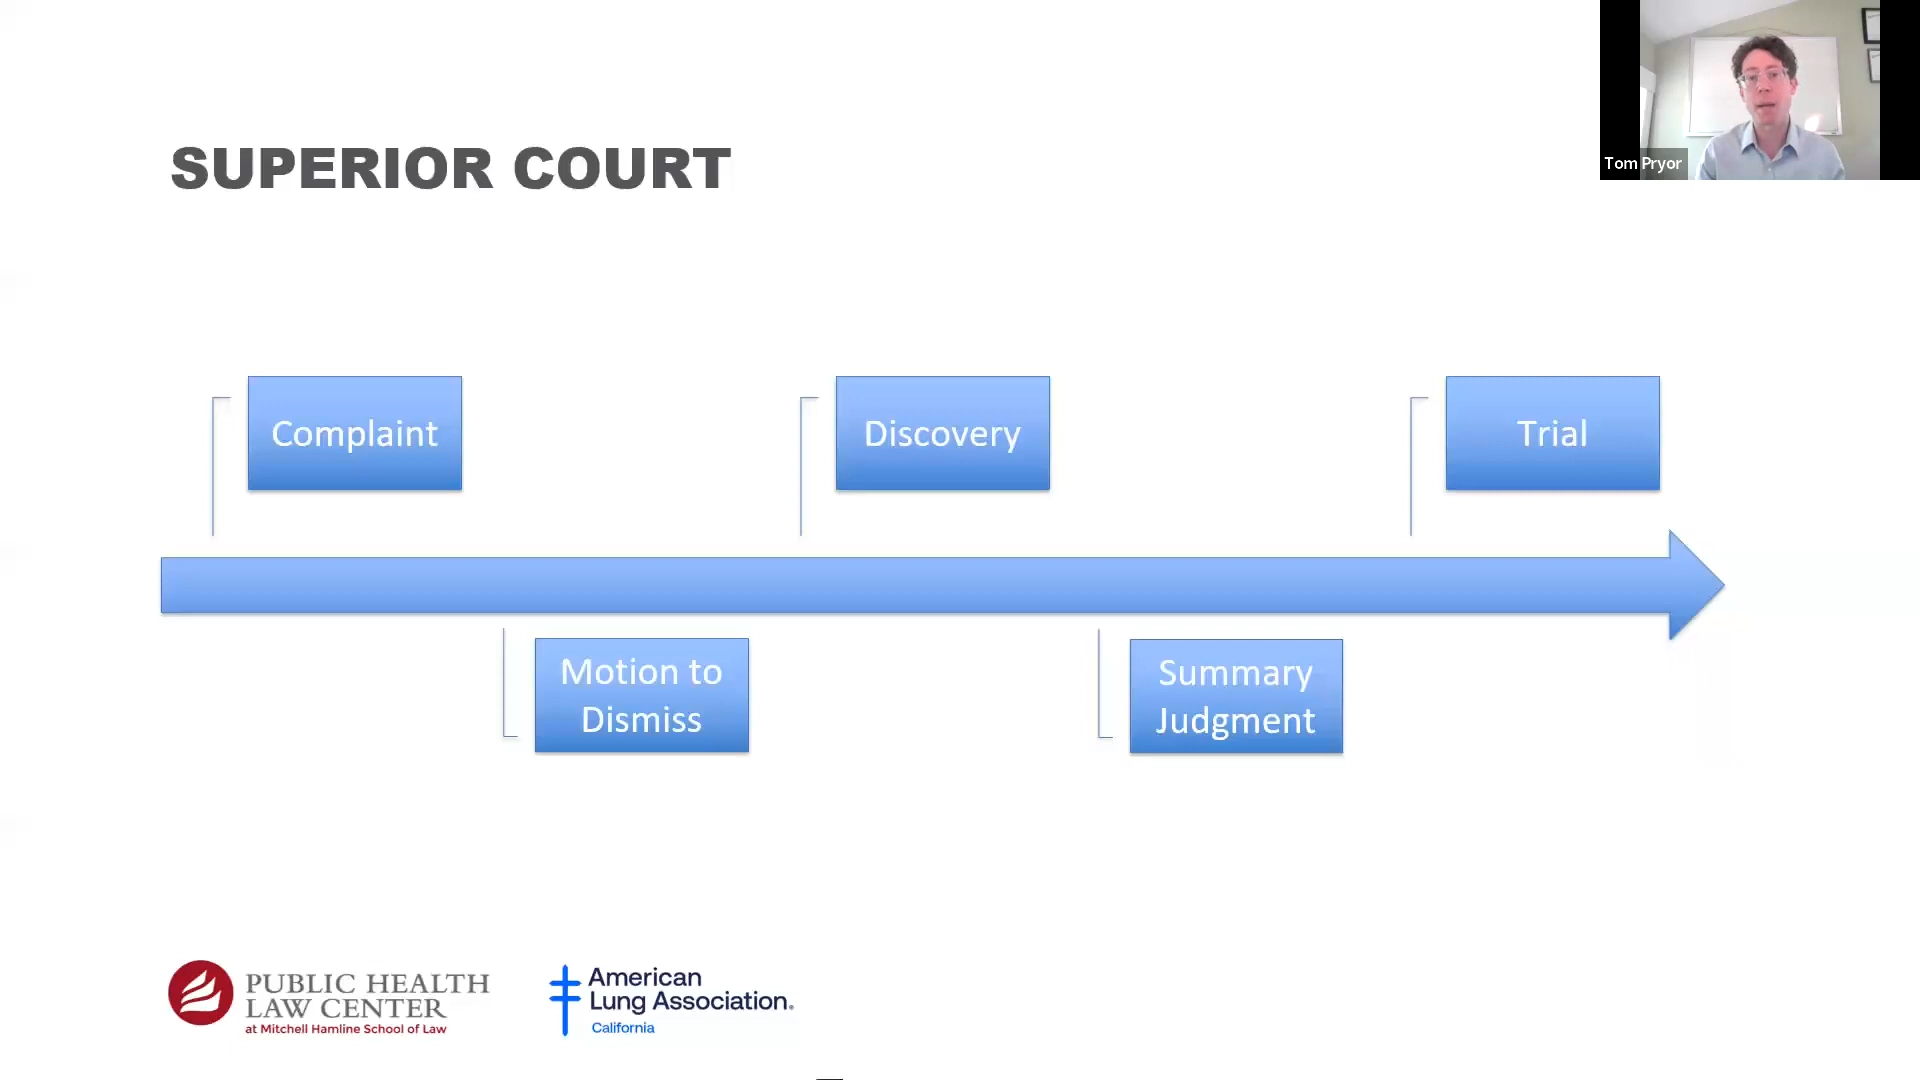 Tom Pryor
SUPERIOR COURT
Complaint
Discovery
Trial
Motion to
Dismiss
Summary
Judgment
PUBLIC HEALTH
LAW CENTER
at Mitchell Hamline School of Law
American
Lung Association.
California